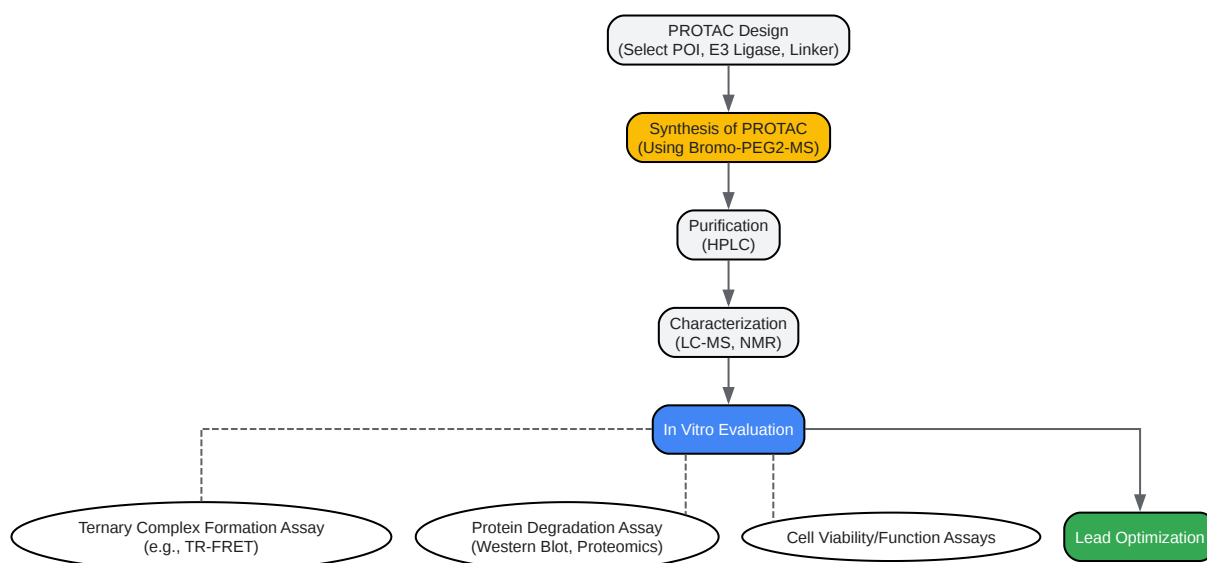 PROTAC Design
(Select POI, E3 Ligase, Linker)
Synthesis of PROTAC
(Using Bromo-PEG2-MS)
Purification
(HPLC)
Characterization
(LC-MS, NMR)
In Vitro Evaluation
Ternary Complex Formation Assay
(e.g., TR-FRET)
Protein Degradation Assay
(Western Blot, Proteomics)
Cell Viability/Function Assays
Lead Optimization